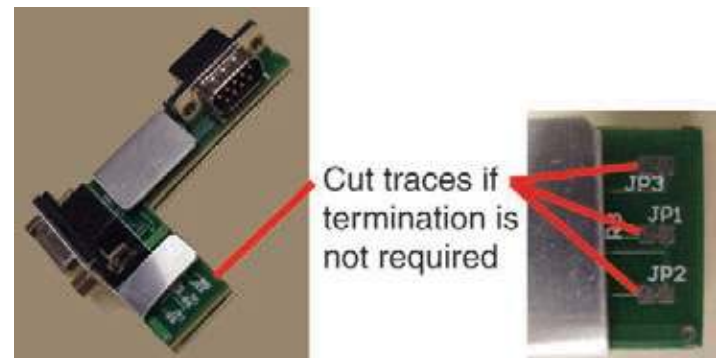 Cut traces if
termination is
not required
JP3
JP1
JP2